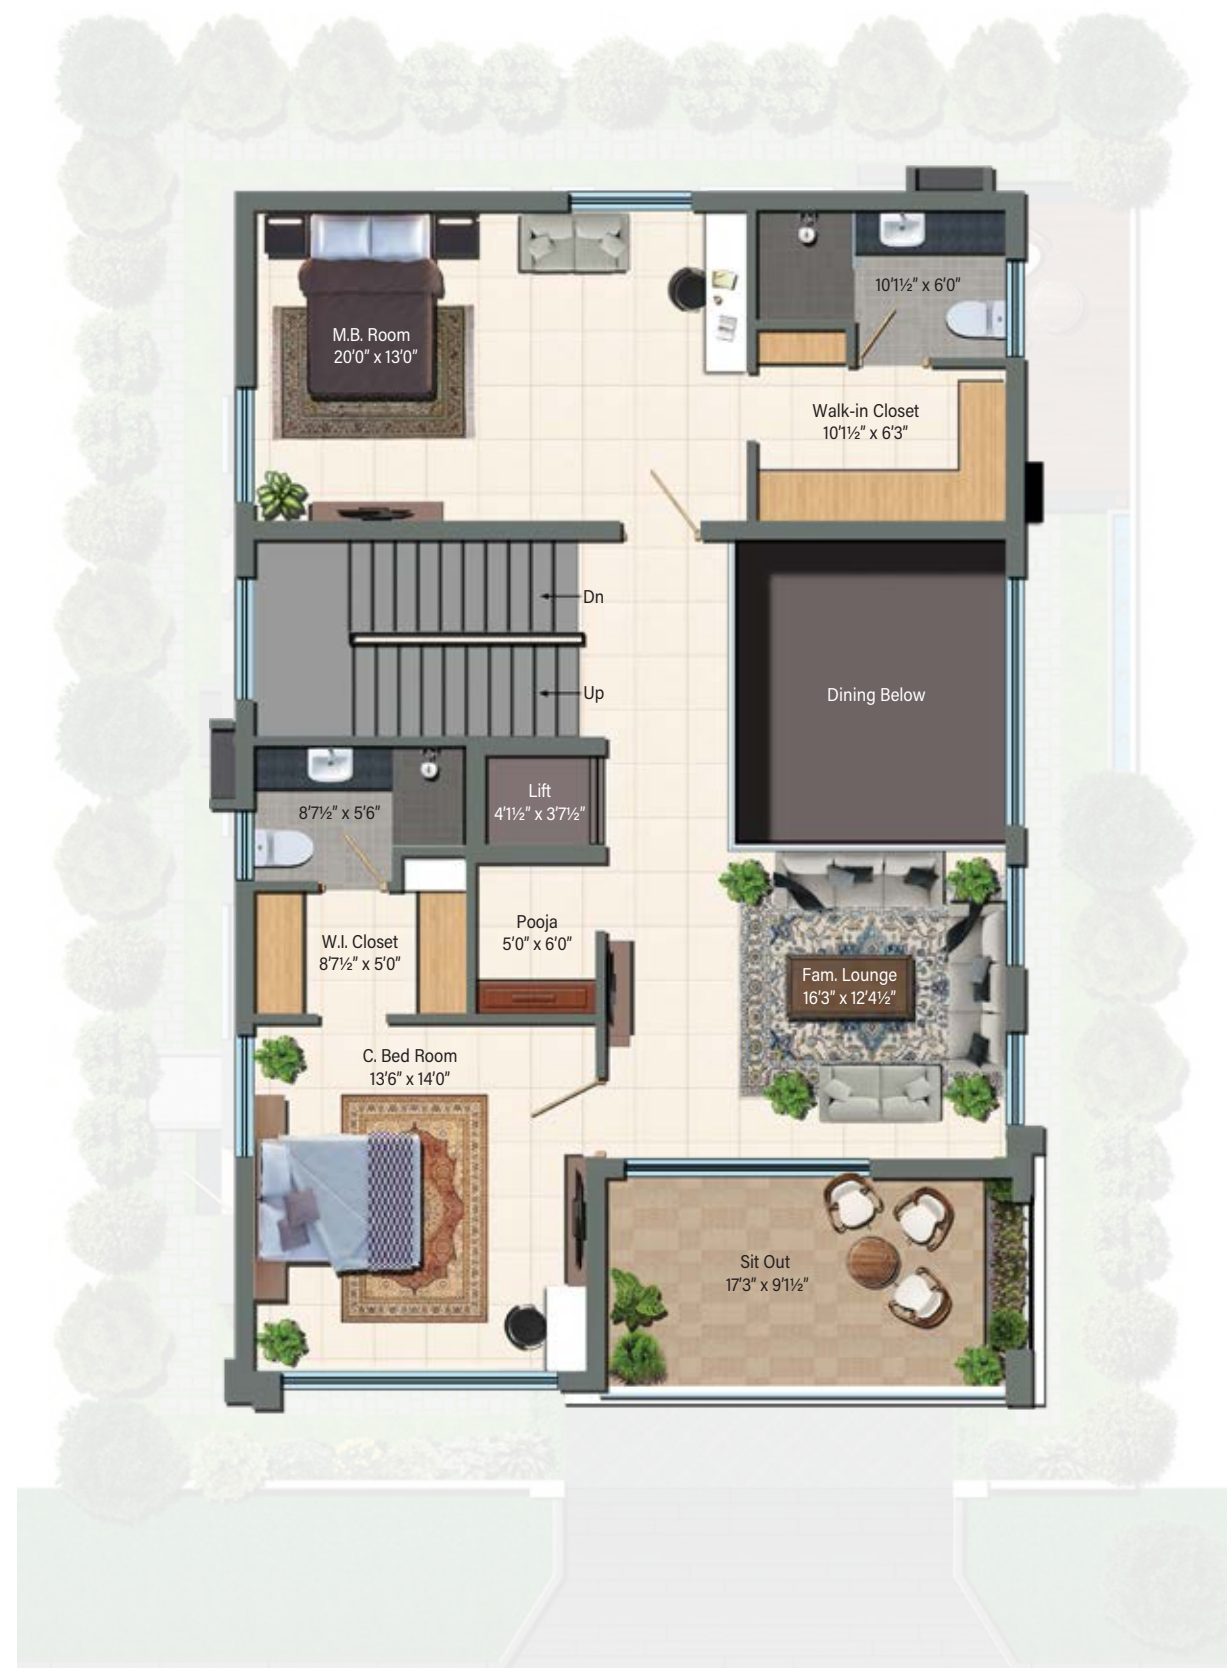 10'1½" x 6'0"
M.B. Room
20'0" x 13'0"
Walk-in Closet
10'1½" x 6'3"
Dn
Up
Dining Below
Lift
4'1½" x 3'7½"
8'7½" x 5'6"
Pooja
5'0" x 6'0"
W.I. Closet
8'7½" x 5'0"
Fam. Lounge
16'3" x 12'4½"
C. Bed Room
13'6" x 14'0"
Sit Out
17'3" x 9'1½"